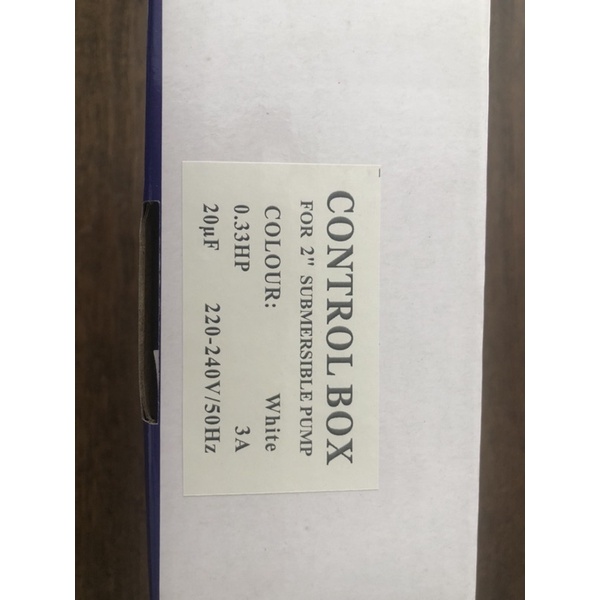 CONTROL BOX
FOR 2" SUBMERSIBLE PUMP
COLOUR: White
0.33HP 3A
20μF 220-240V/50Hz